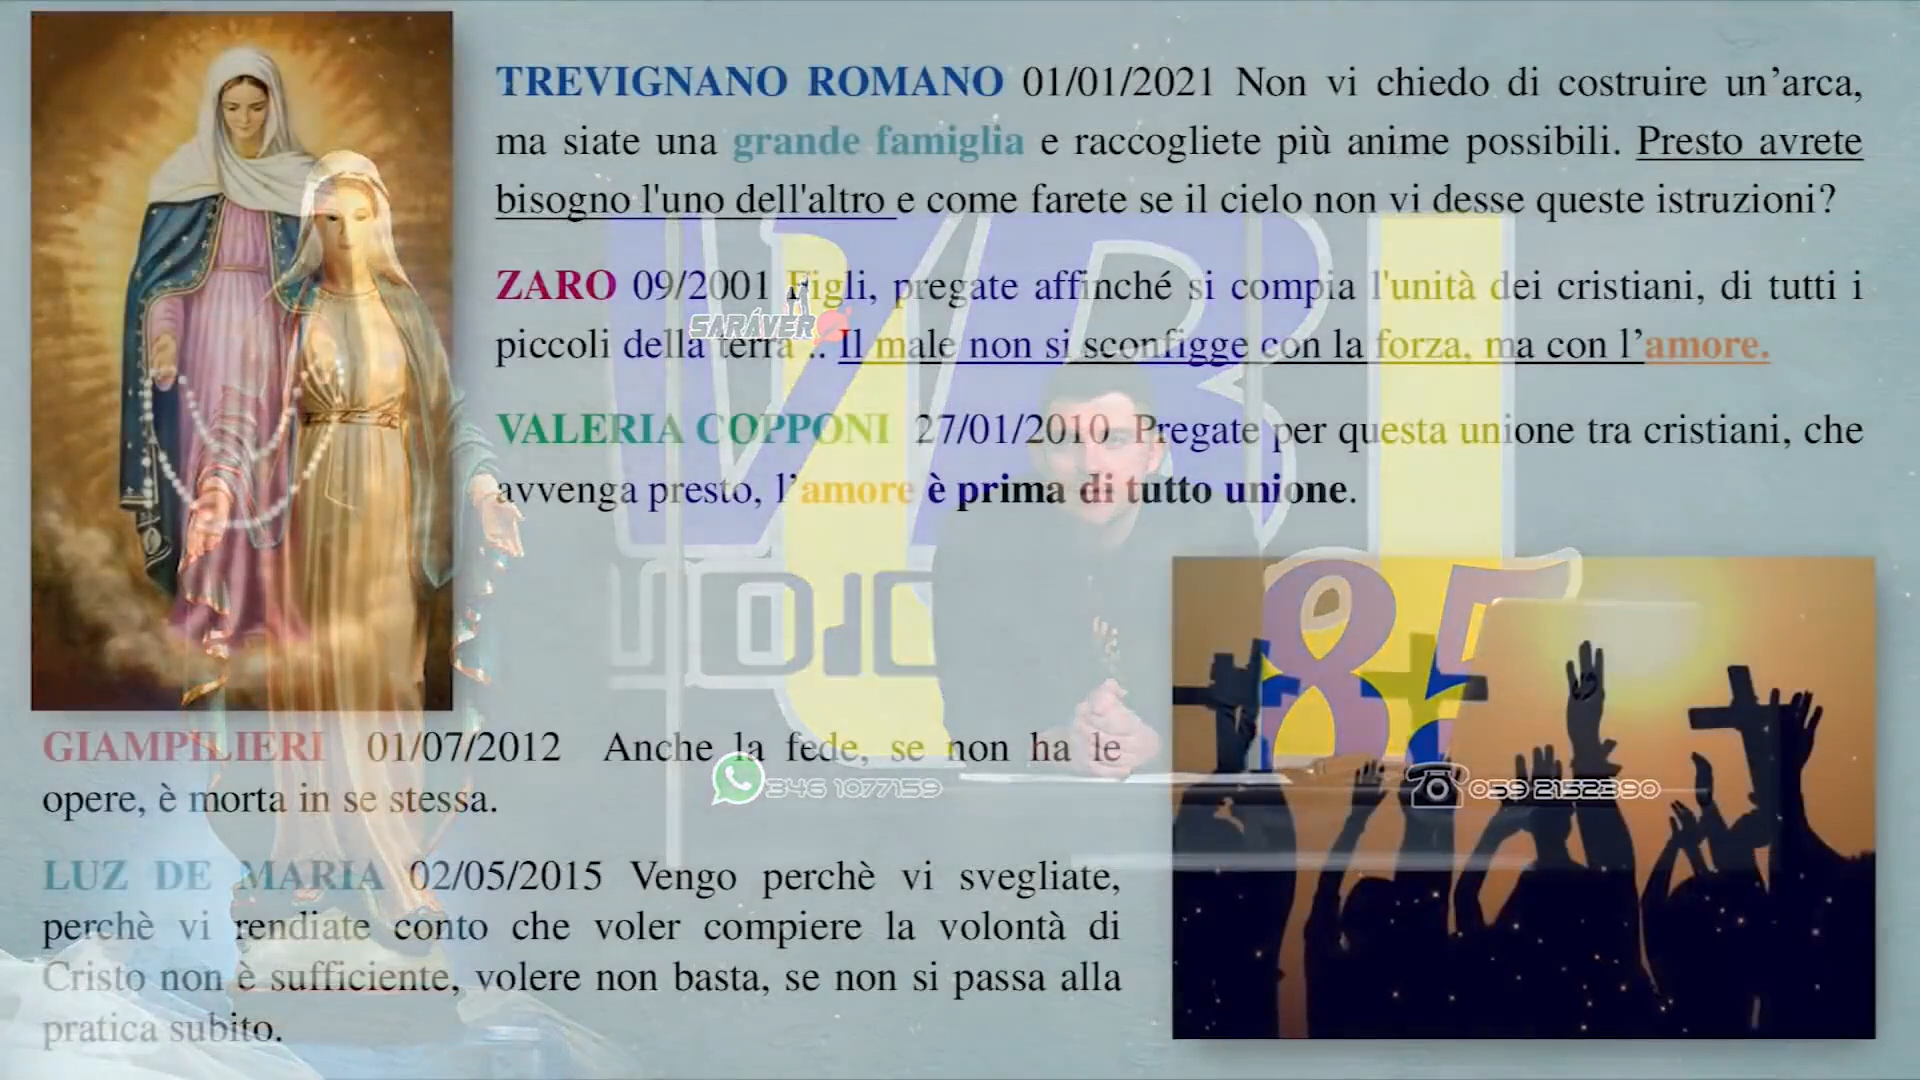 TREVIGNANO ROMANO 01/01/2021 Non vi chiedo di costruire un’arca,
ma siate una grande famiglia e raccogliete più anime possibili. Presto avrete
bisogno l'uno dell'altro e come farete se il cielo non vi desse queste istruzioni?
ZARO 09/2001 Figli, pregate affinché si compia l'unità dei cristiani, di tutti i
SARÁVER
piccoli della terra .. Il male non si sconfigge con la forza, ma con l’amore.
VALERIA COPPONI 27/01/2010 Pregate per questa unione tra cristiani, che
avvenga presto, l’amore è prima di tutto unione.
85
GIAMPILIERI 01/07/2012 Anche la fede, se non ha le
346 1077159
059 2152390
opere, è morta in se stessa.
LUZ DE MARIA 02/05/2015 Vengo perchè vi svegliate,
perchè vi rendiate conto che voler compiere la volontà di
Cristo non è sufficiente, volere non basta, se non si passa alla
pratica subito.